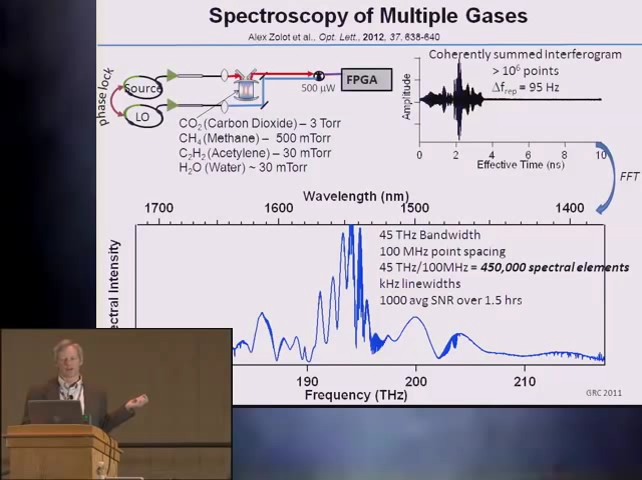 Spectroscopy of Multiple Gases
Alex Zolot et al., Opt. Lett., 2012, 37, 638-640
phase lock
Source
LO
500 μW
FPGA
CO2 (Carbon Dioxide) – 3 Torr
CH4 (Methane) – 500 mTorr
C2H2 (Acetylene) – 30 mTorr
H2O (Water) ~ 30 mTorr
Coherently summed Interferogram
> 10^6 points
Δfrep = 95 Hz
Amplitude
0 2 4 6 8 10
Effective Time (ns)
FFT
Wavelength (nm)
1700 1600 1500 1400
45 THz Bandwidth
100 MHz point spacing
45 THz/100MHz = 450,000 spectral elements
kHz linewidths
1000 avg SNR over 1.5 hrs
Spectral Intensity
190 200 210
Frequency (THz)
GRC 2011